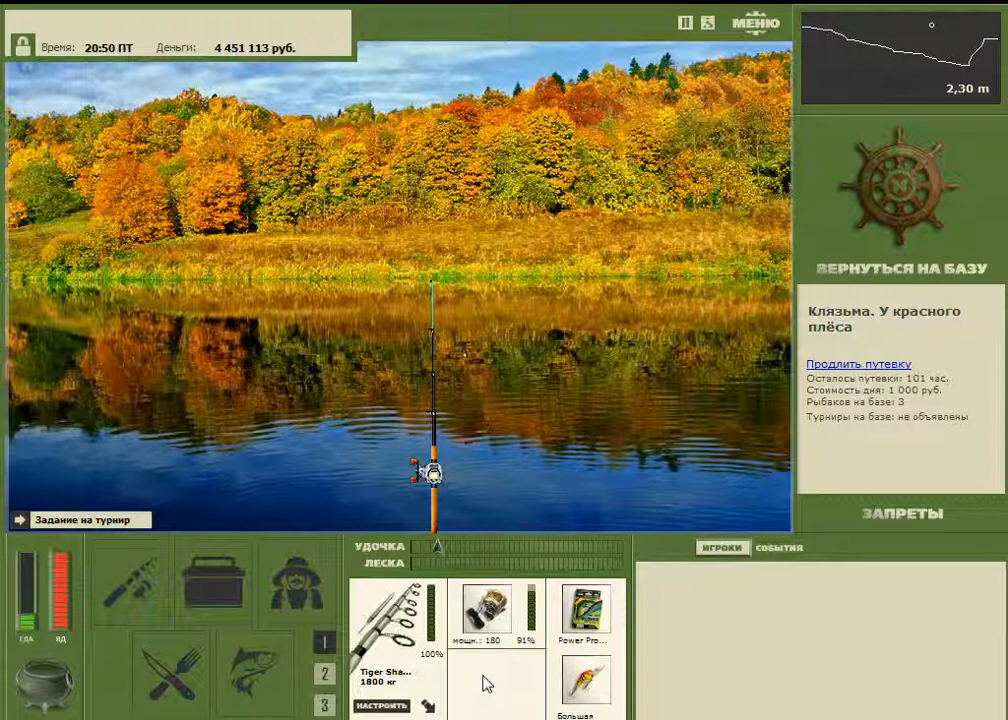 МЕНЮ
Время: 20:50 ПТ Деньги: 4 451 113 руб.
2,30 m
ВЕРНУТЬСЯ НА БАЗУ
Клязьма. У красного
плёса
Продлить путевку
Осталось путевки: 101 час.
Стоимость дня: 1 000 руб.
Рыбаков на базе: 3
Турниры на базе: не объявлены
ЗАПРЕТЫ
Задание на турнир
УДОЧКА
ЛЕСКА
ИГРОКИ СОБЫТИЯ
ЕДА
ЯД
1
2
3
100%
Tiger Sha...
1800 кг
НАСТРОИТЬ
мощн.: 180 91%
Power Pro...
Большая